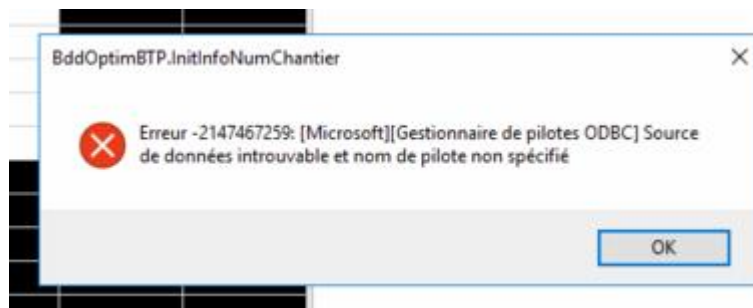 BddOptimBTP.InitInfoNumChantier
Erreur -2147467259: [Microsoft][Gestionnaire de pilotes ODBC] Source
de données introuvable et nom de pilote non spécifié
OK